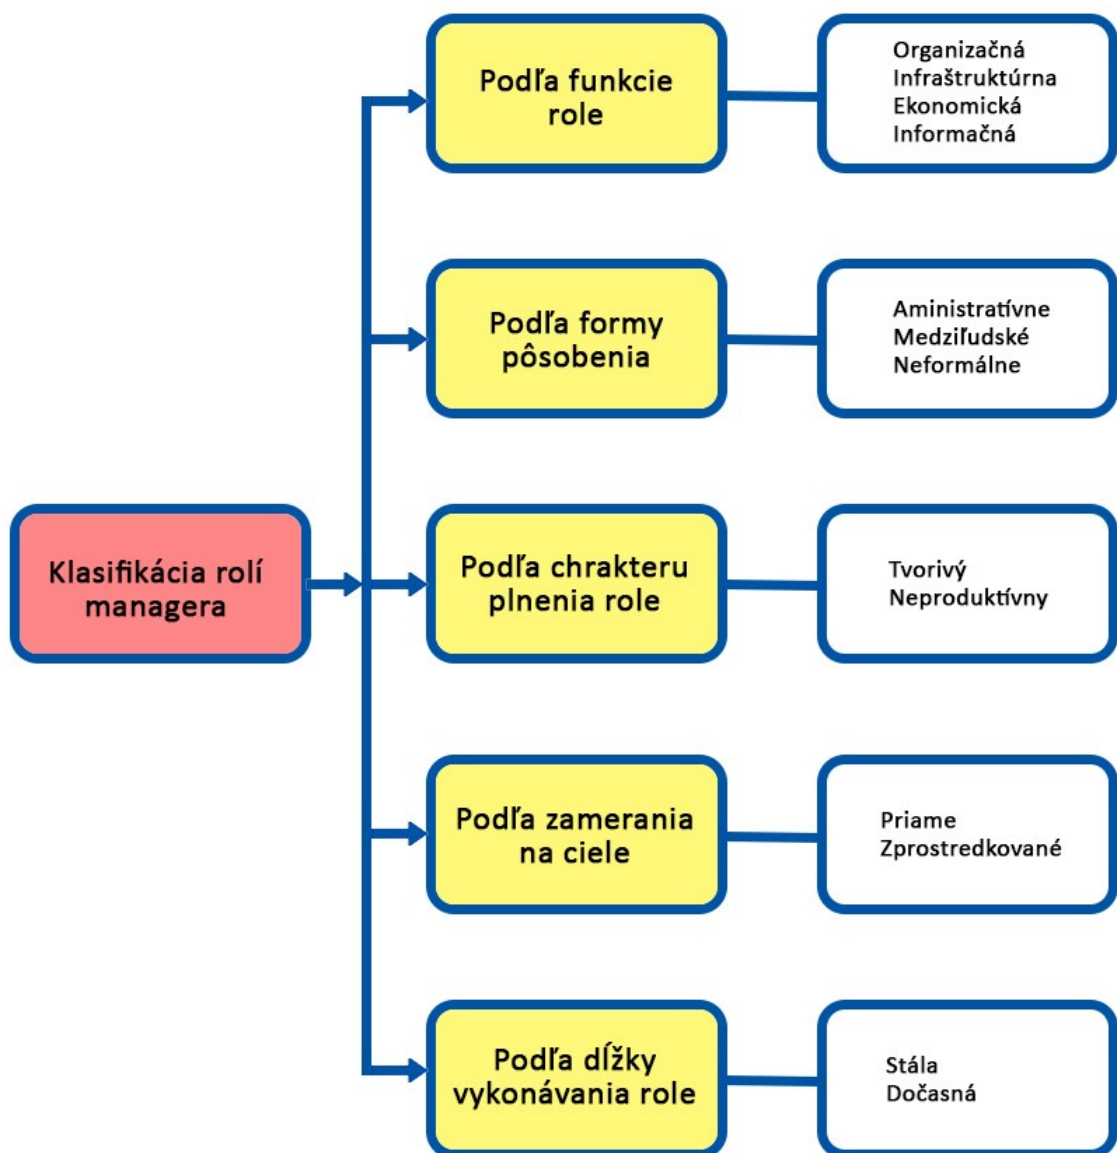 Klasifikácia rolí
managera
Podľa funkcie
role
Organizačná
Infraštruktúrna
Ekonomická
Informačná
Podľa formy
pôsobenia
Aministratívne
Medziľudské
Neformálne
Podľa chrakteru
plnenia role
Tvorivý
Neproduktívny
Podľa zamerania
na ciele
Priame
Zprostredkované
Podľa dĺžky
vykonávania role
Stála
Dočasná